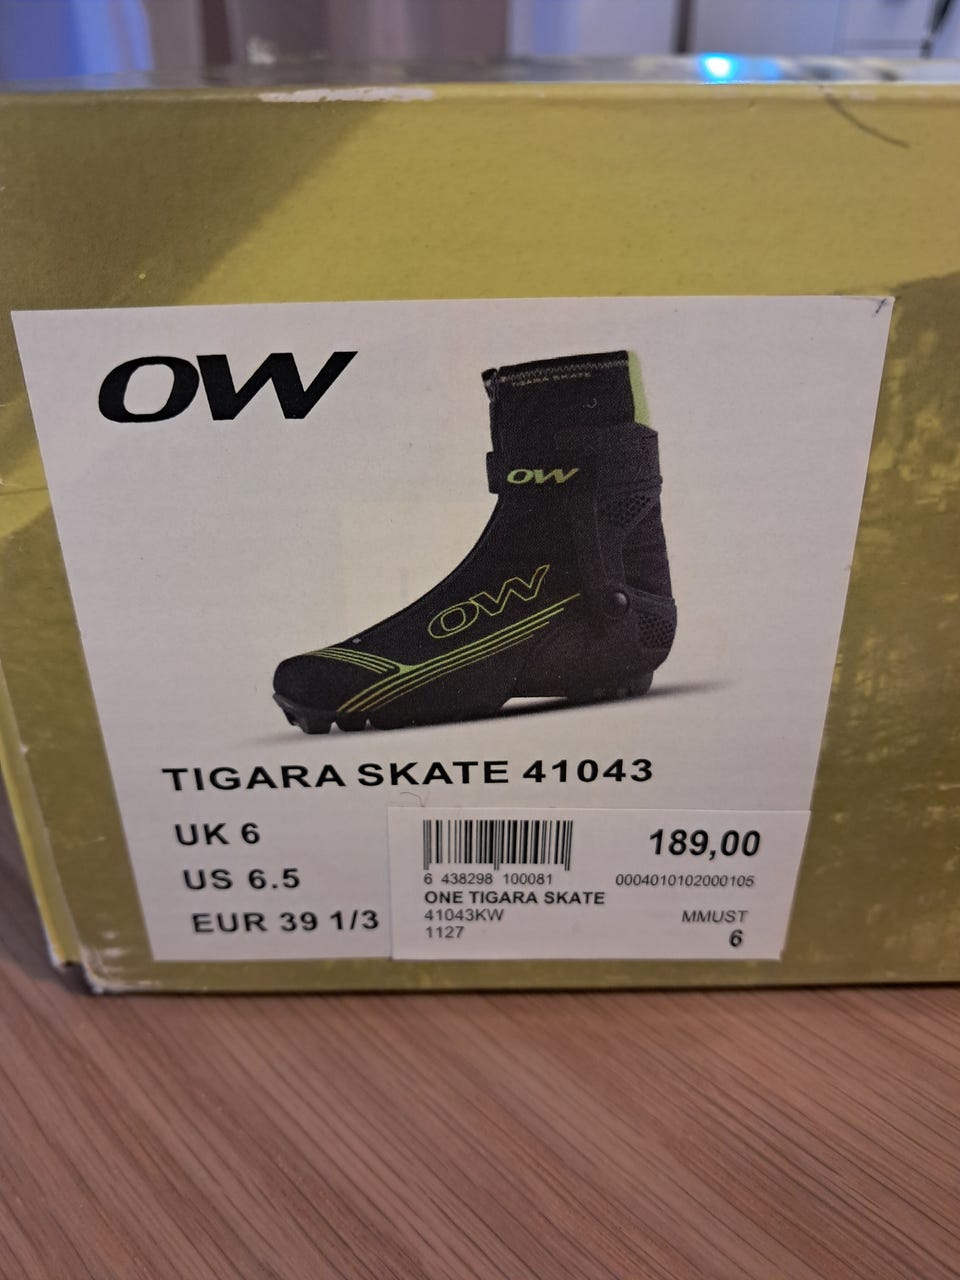 OW
TIGARA SKATE
OW
OW
TIGARA SKATE 41043
UK 6
US 6.5
EUR 39 1/3
189,00
6 438298 100081
0004010102000105
ONE TIGARA SKATE
41043KW
MMUST
1127
6